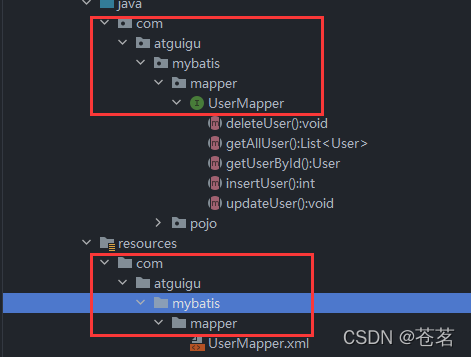 java
com
atguigu
mybatis
mapper
UserMapper
deleteUser():void
getAllUser():List<User>
getUserById():User
insertUser():int
updateUser():void
pojo
resources
com
atguigu
mybatis
mapper
UserMapper.xml
CSDN @苍茗